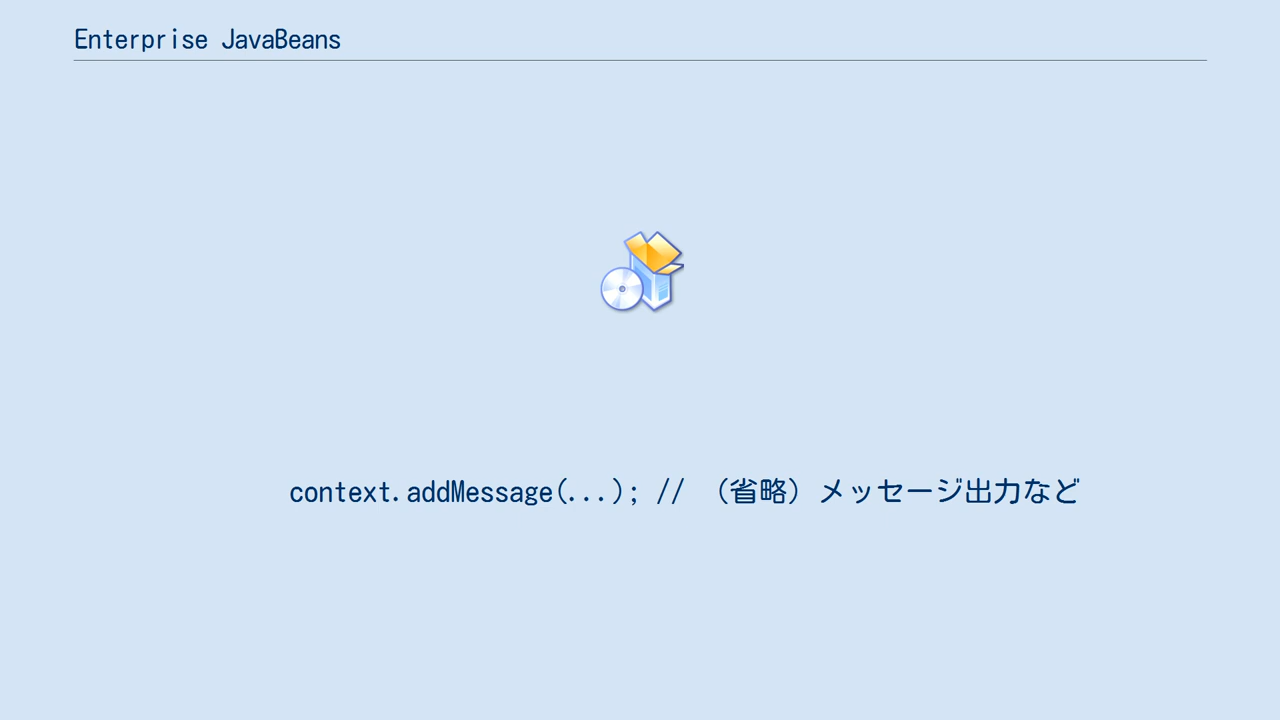 Enterprise JavaBeans
context.addMessage(...); // （省略）メッセージ出力など